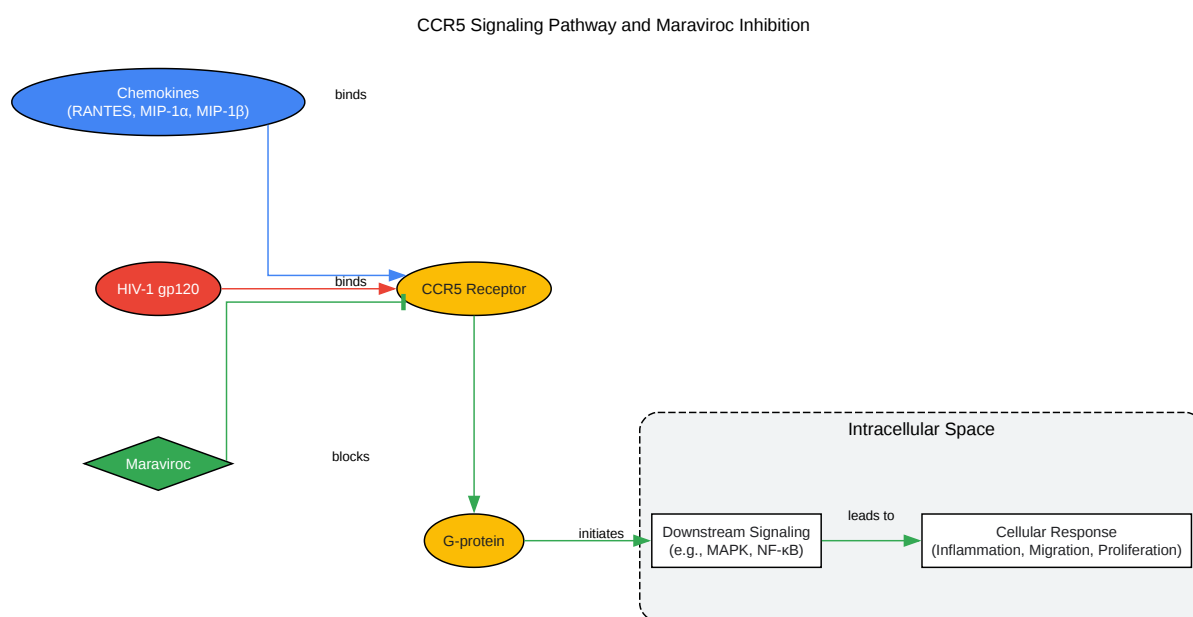 CCR5 Signaling Pathway and Maraviroc Inhibition
Chemokines
(RANTES, MIP-1α, MIP-1β)
binds
HIV-1 gp120
binds
CCR5 Receptor
Maraviroc
blocks
Intracellular Space
G-protein
initiates
Downstream Signaling
(e.g., MAPK, NF-κB)
leads to
Cellular Response
(Inflammation, Migration, Proliferation)